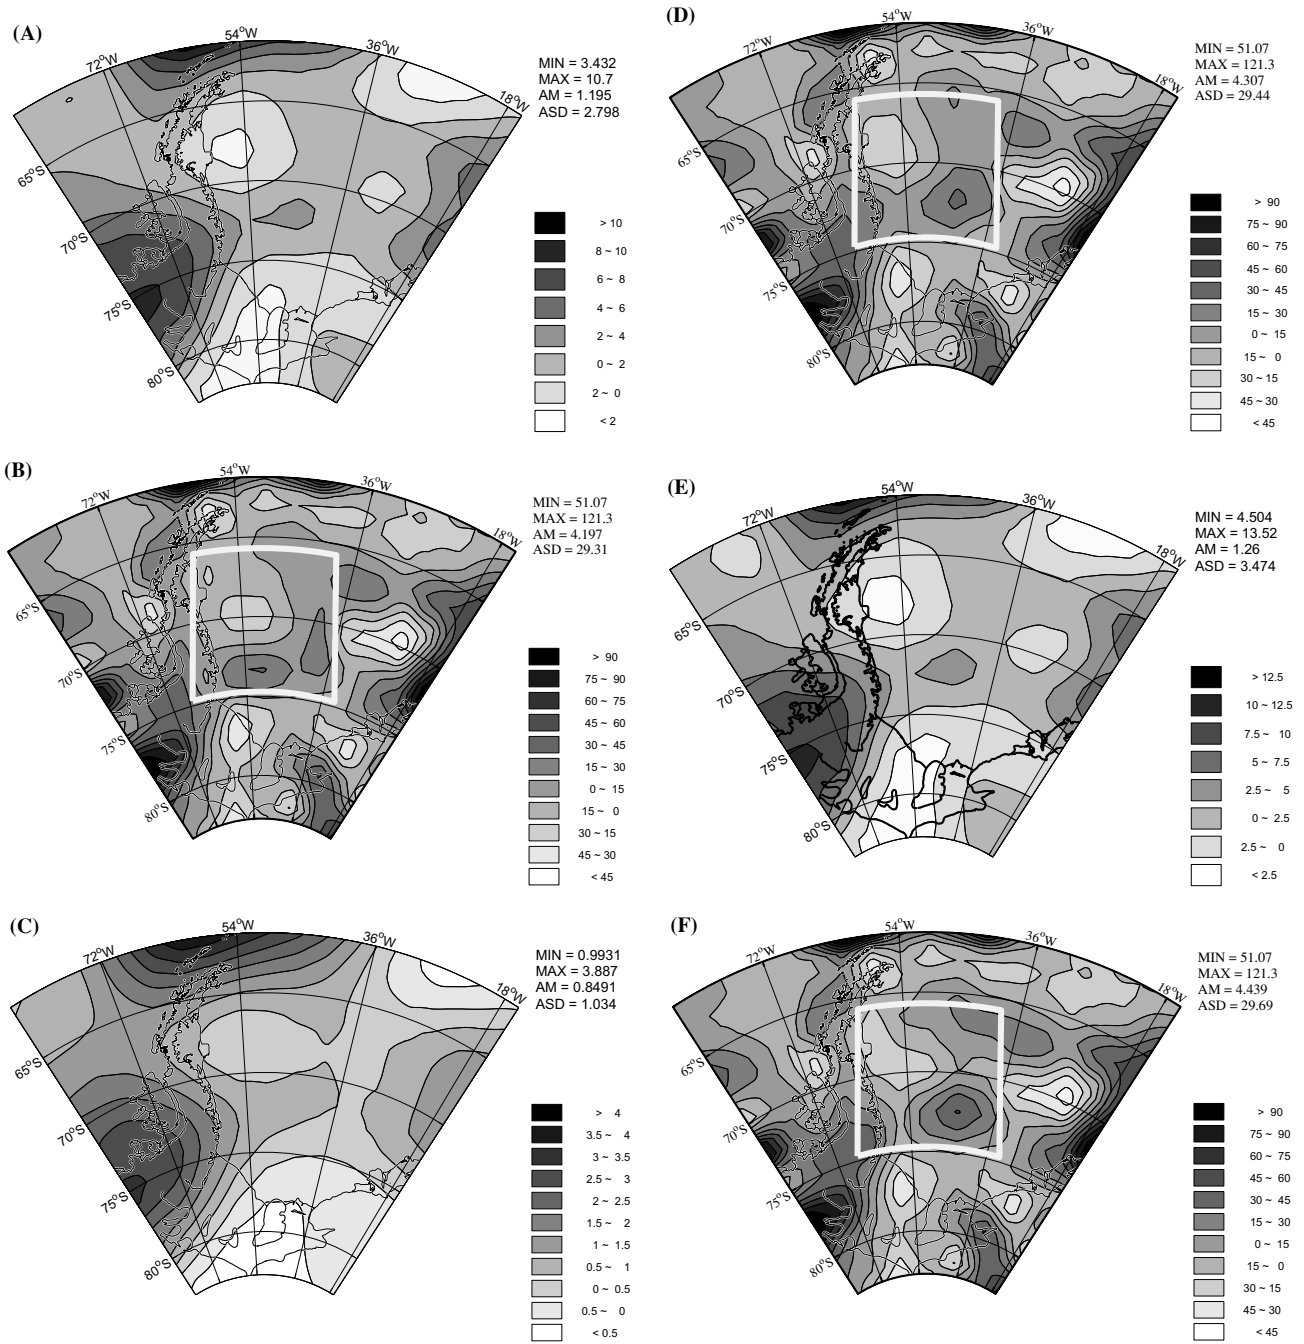 (A)
72°W
54°W
36°W
18°W
65°S
70°S
75°S
80°S
MIN = 3.432
MAX = 10.7
AM = 1.195
ASD = 2.798
> 10
8 ~ 10
6 ~ 8
4 ~ 6
2 ~ 4
0 ~ 2
2 ~ 0
< 2
(B)
72°W
54°W
36°W
18°W
65°S
70°S
75°S
80°S
MIN = 51.07
MAX = 121.3
AM = 4.197
ASD = 29.31
> 90
75 ~ 90
60 ~ 75
45 ~ 60
30 ~ 45
15 ~ 30
0 ~ 15
15 ~ 0
30 ~ 15
45 ~ 30
< 45
(C)
72°W
54°W
36°W
18°W
65°S
70°S
75°S
80°S
MIN = 0.9931
MAX = 3.887
AM = 0.8491
ASD = 1.034
> 4
3.5 ~ 4
3 ~ 3.5
2.5 ~ 3
2 ~ 2.5
1.5 ~ 2
1 ~ 1.5
0.5 ~ 1
0 ~ 0.5
0.5 ~ 0
< 0.5
(D)
72°W
54°W
36°W
18°W
65°S
70°S
75°S
80°S
MIN = 51.07
MAX = 121.3
AM = 4.307
ASD = 29.44
> 90
75 ~ 90
60 ~ 75
45 ~ 60
30 ~ 45
15 ~ 30
0 ~ 15
15 ~ 0
30 ~ 15
45 ~ 30
< 45
(E)
72°W
54°W
36°W
18°W
65°S
70°S
75°S
80°S
MIN = 4.504
MAX = 13.52
AM = 1.26
ASD = 3.474
> 12.5
10 ~ 12.5
7.5 ~ 10
5 ~ 7.5
2.5 ~ 5
0 ~ 2.5
2.5 ~ 0
< 2.5
(F)
72°W
54°W
36°W
18°W
65°S
70°S
75°S
80°S
MIN = 51.07
MAX = 121.3
AM = 4.439
ASD = 29.69
> 90
75 ~ 90
60 ~ 75
45 ~ 60
30 ~ 45
15 ~ 30
0 ~ 15
15 ~ 0
30 ~ 15
45 ~ 30
< 45